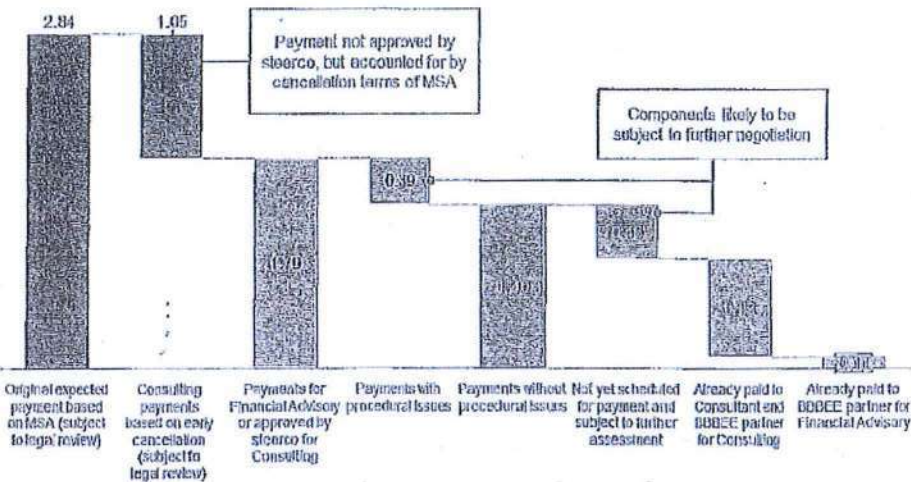 2.84
1.05
Payment not approved by
steerco, but accounted for by
cancellation terms of MSA
Components likely to be
subject to further negotiation
0.39
Original expected
payment based
on MSA (subject
to legal review)
Consulting
payments
based on early
cancellation
(subject to
legal review)
Payments for
Financial Advisory
or approved by
steerco for
Consulting
Payments with
procedural issues
Payments without
procedural issues
Not yet scheduled
for payment and
subject to further
assessment
Already paid to
Consultant and
BBBEE partner
for Consulting
Already paid to
BBBEE partner for
Financial Advisory